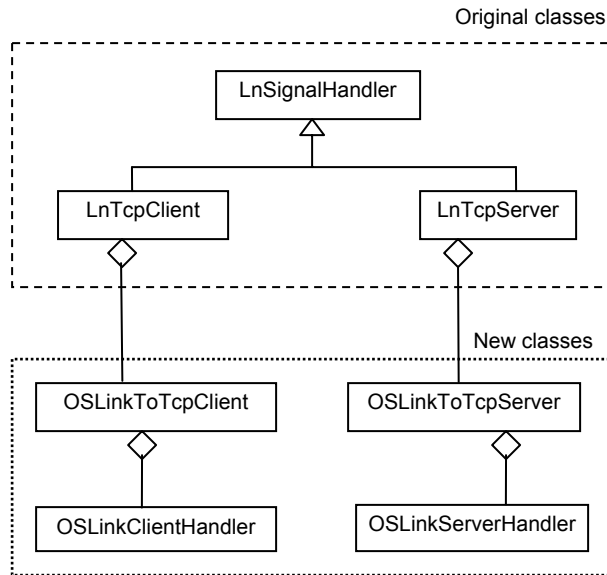 Original classes
LnSignalHandler
LnTcpClient
LnTcpServer
New classes
OSLinkToTcpClient
OSLinkToTcpServer
OSLinkClientHandler
OSLinkServerHandler